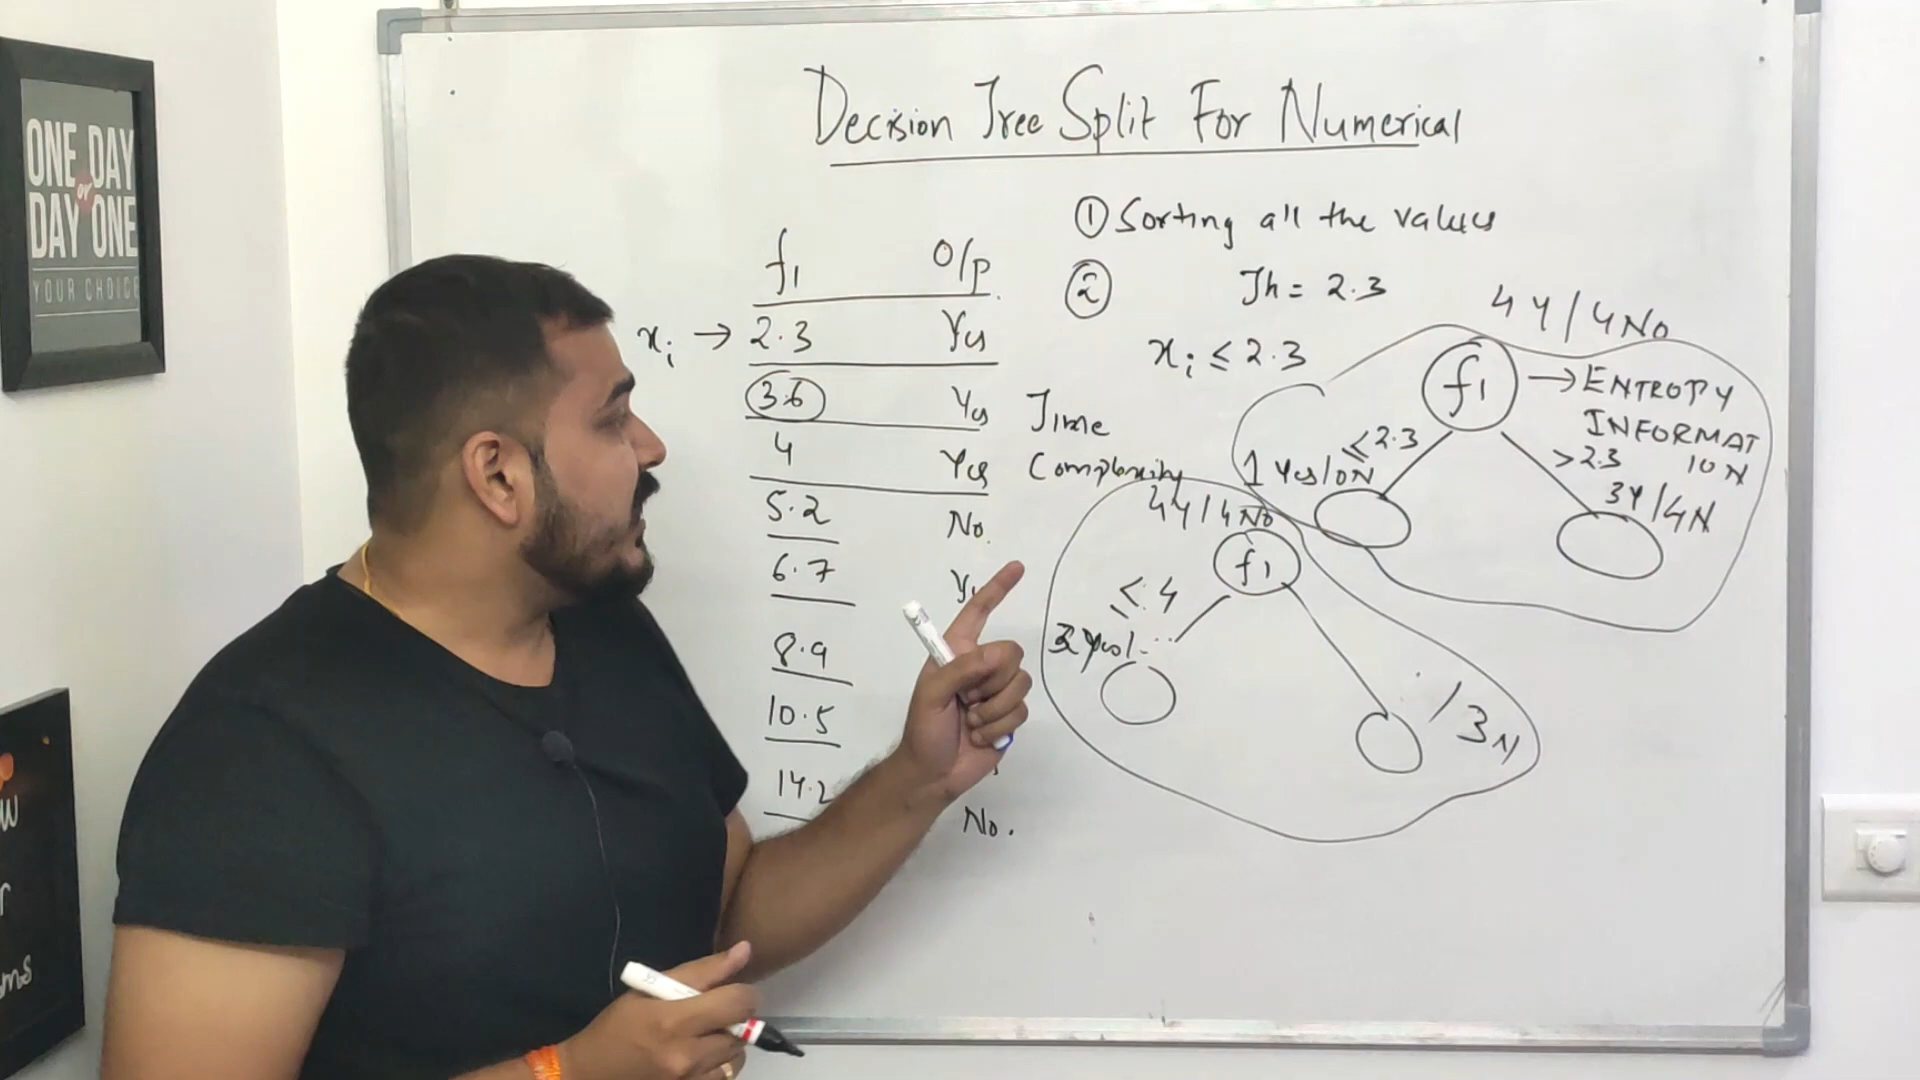 ONE DAY
or
DAY ONE
YOUR CHOICE
Decision Tree Split For Numerical
① Sorting all the values
② Th = 2.3
xi ≤ 2.3
f1 O/p
xi → 2.3 Yes
3.6 Yes
4 Yes
5.2 No.
6.7
8.9
10.5
14.2
No.
Time
Complexity
4Y/4No
f1 → ENTROPY
INFORMAT
ION
≤2.3
>2.3
1 Yes/0N
3Y/4N
4Y/4No
f1
≤ 4
/3N